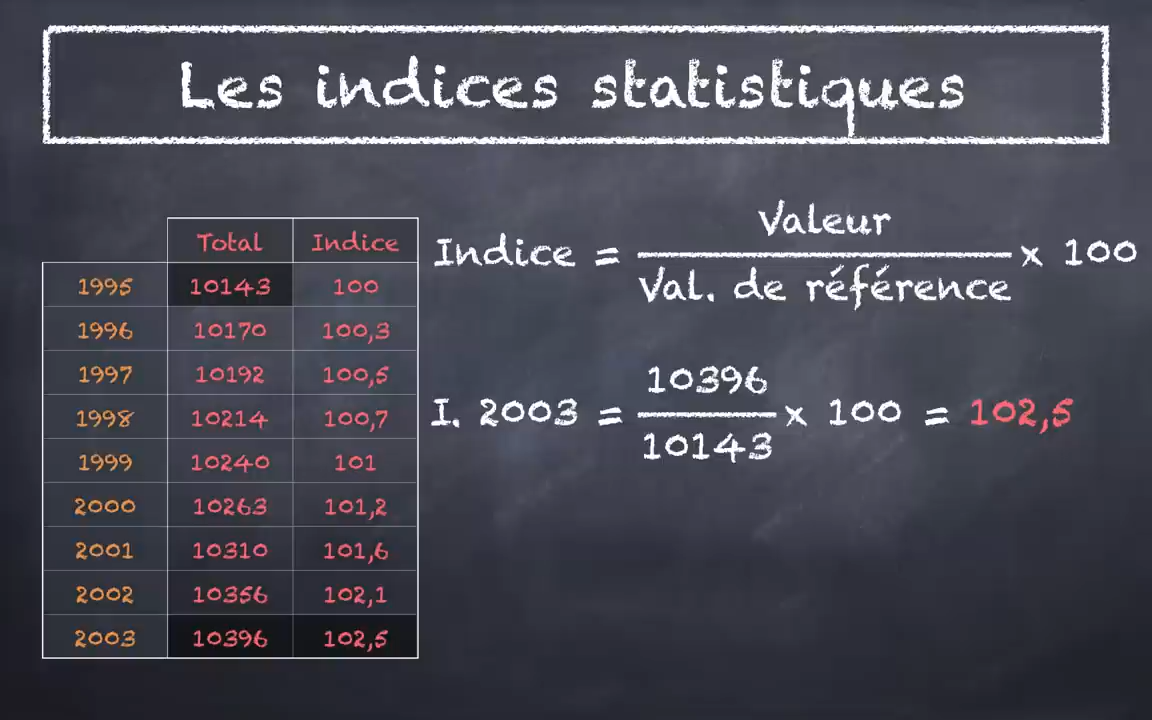 Les indices statistiques
Total Indice
1995 10143 100
1996 10170 100,3
1997 10192 100,5
1998 10214 100,7
1999 10240 101
2000 10263 101,2
2001 10310 101,6
2002 10356 102,1
2003 10396 102,5
Valeur
Indice = x 100
Val. de référence
10396
I. 2003 = x 100 = 102,5
10143